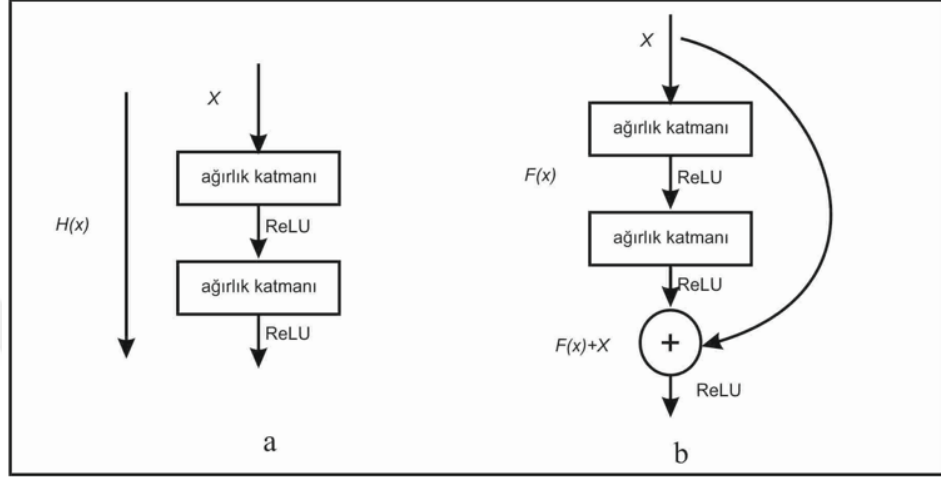 X
ağırlık katmanı
H(x)
ReLU
ağırlık katmanı
ReLU
a
X
ağırlık katmanı
F(x)
ReLU
ağırlık katmanı
ReLU
F(x)+X
+
ReLU
b